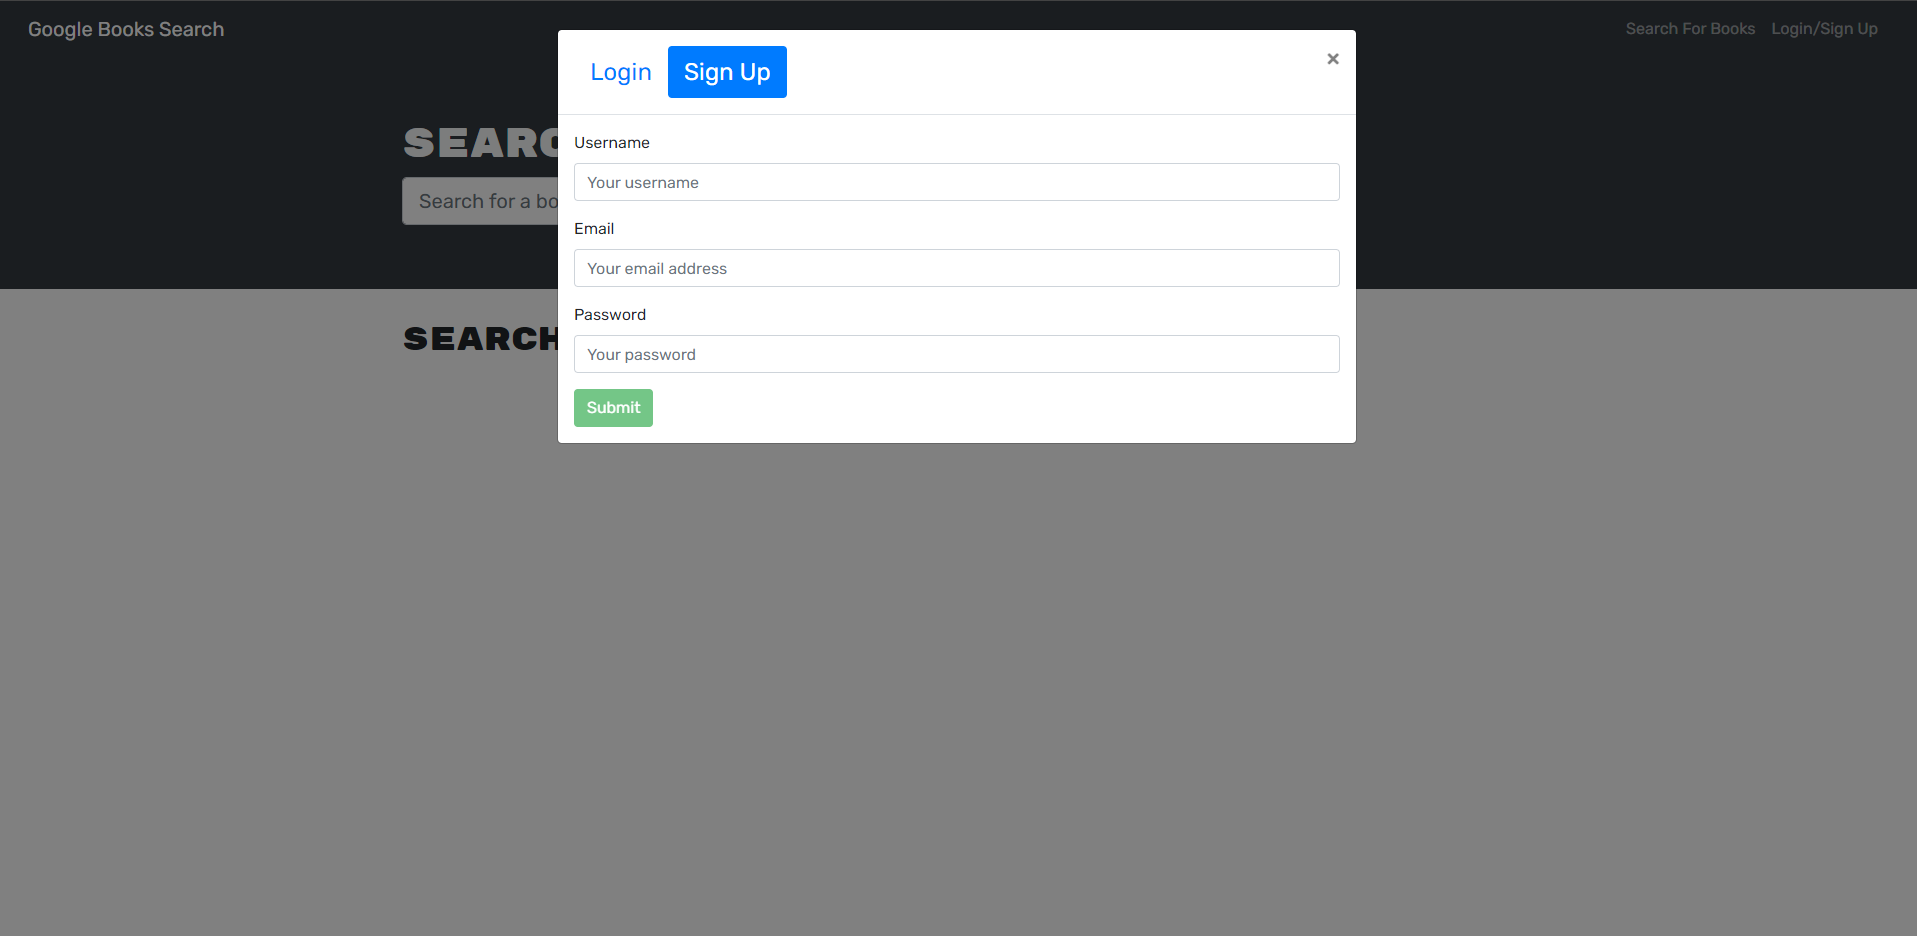 Google Books Search
Search For Books
Login/Sign Up
Login
Sign Up
×
SEARC
Search for a bo
Username
Your username
Email
Your email address
Password
Your password
Submit
SEARCH